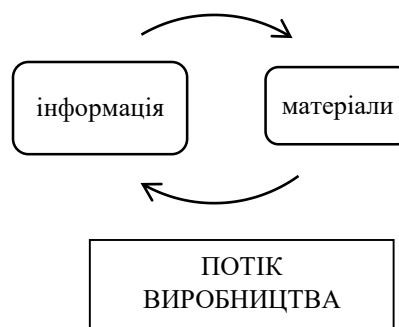 інформація
матеріали
ПОТІК
ВИРОБНИЦТВА